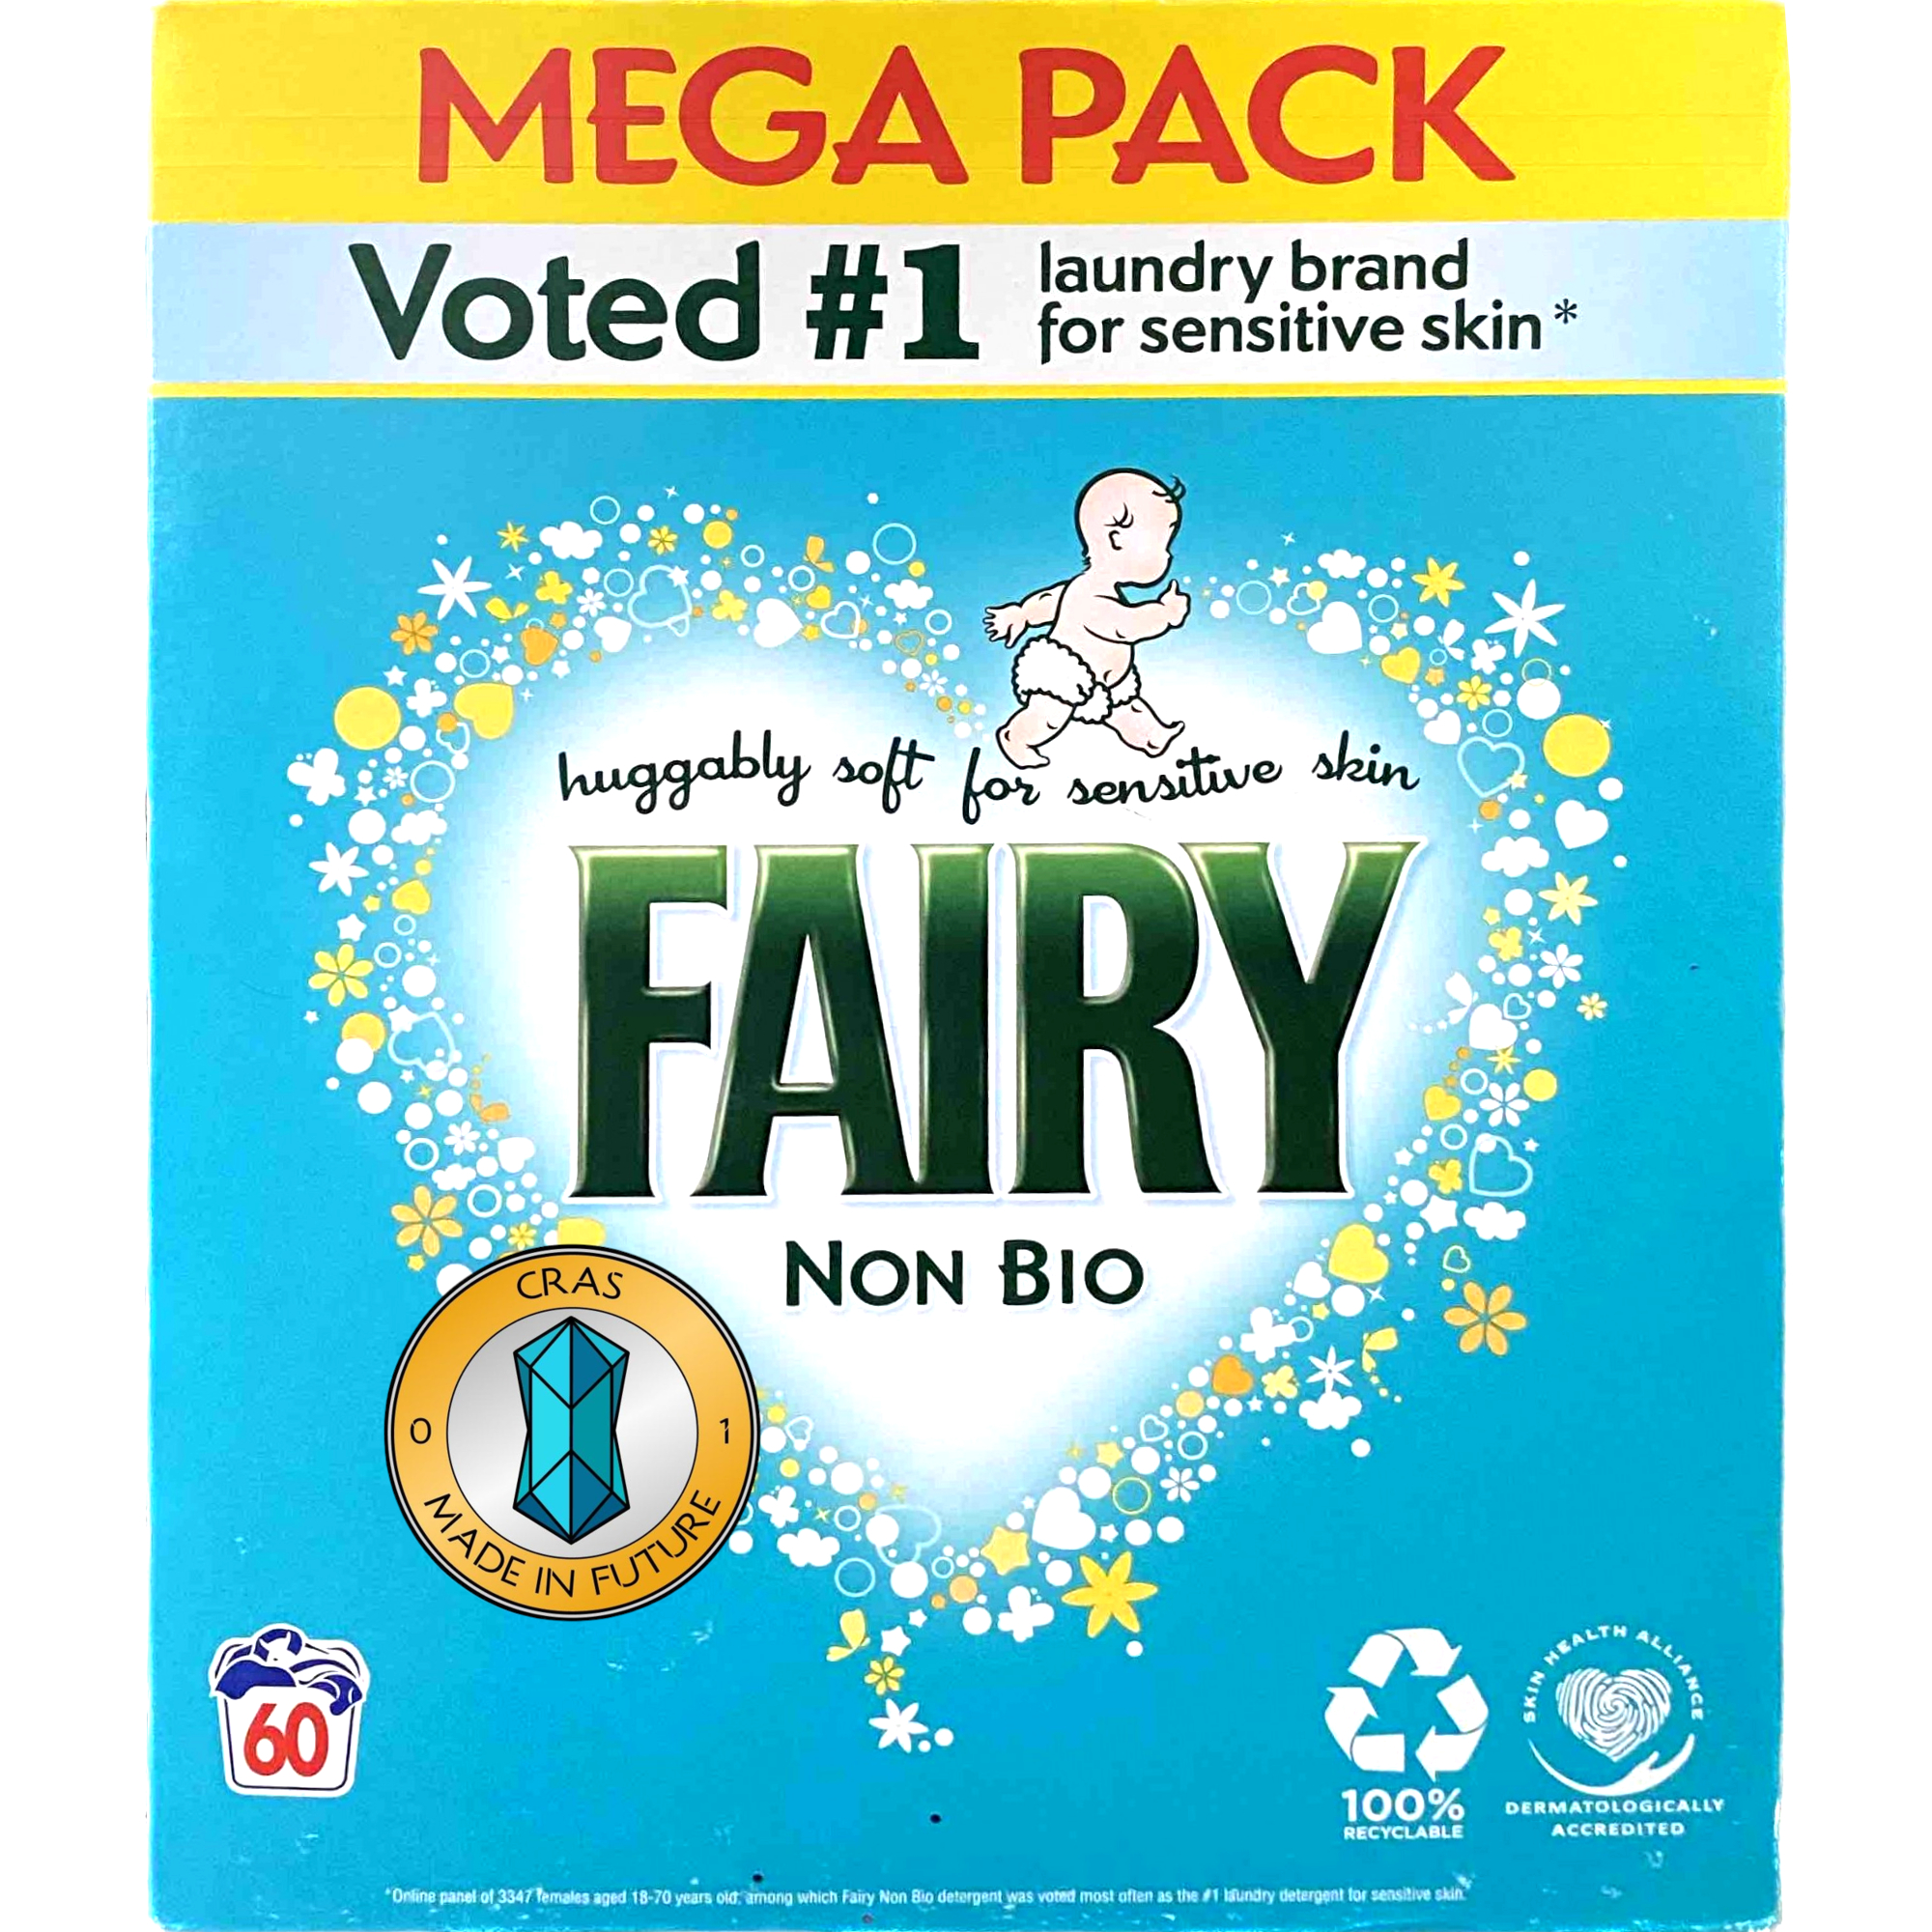 MEGA PACK
Voted #1
laundry brand
for sensitive skin*
huggably soft for sensitive skin
FAIRY
NON BIO
CRAS
0 1
MADE IN FUTURE
60
100%
RECYCLABLE
SKIN HEALTH ALLIANCE
DERMATOLOGICALLY
ACCREDITED
*Online panel of 3347 females aged 18-70 years old, among which Fairy Non Bio detergent was voted most often as the #1 laundry detergent for sensitive skin.